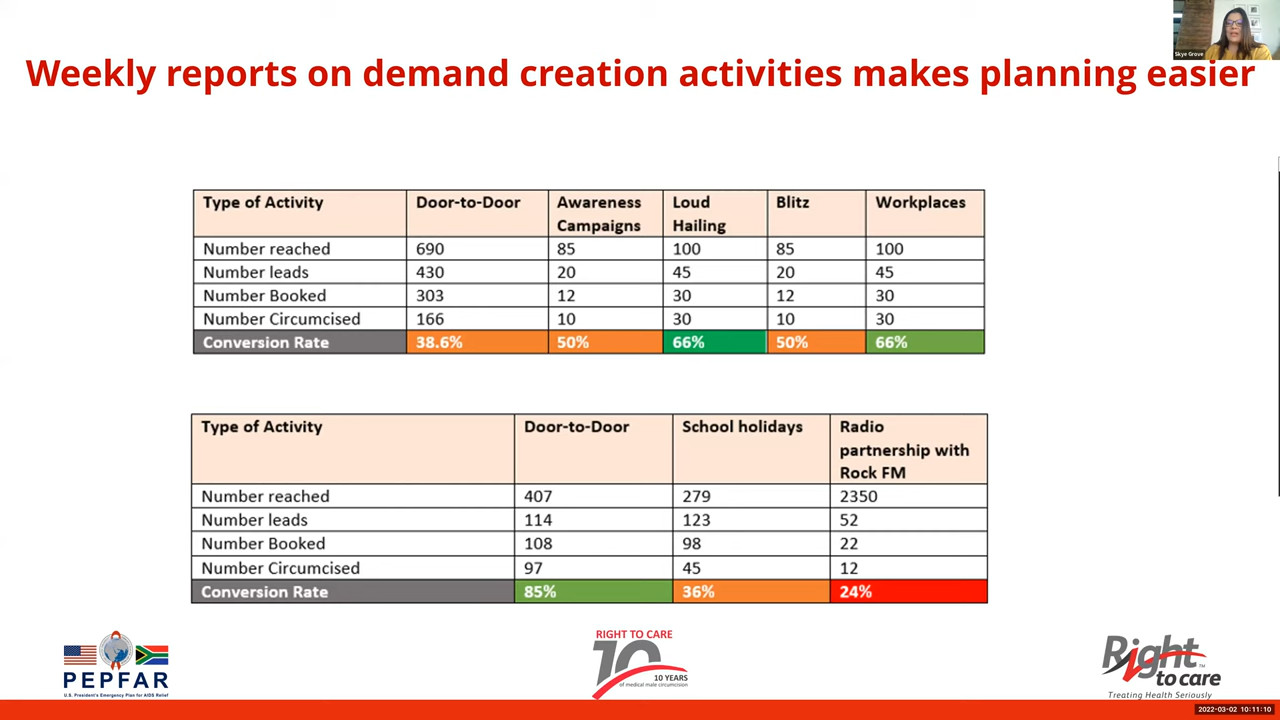 Skye Grove
Weekly reports on demand creation activities makes planning easier
Type of Activity Door-to-Door Awareness Campaigns Loud Hailing Blitz Workplaces
Number reached 690 85 100 85 100
Number leads 430 20 45 20 45
Number Booked 303 12 30 12 30
Number Circumcised 166 10 30 10 30
Conversion Rate 38.6% 50% 66% 50% 66%
Type of Activity Door-to-Door School holidays Radio partnership with Rock FM
Number reached 407 279 2350
Number leads 114 123 52
Number Booked 108 98 22
Number Circumcised 97 45 12
Conversion Rate 85% 36% 24%
PEPFAR
U.S. President's Emergency Plan for AIDS Relief
RIGHT TO CARE
10
10 YEARS
of medical male circumcision
Right
to care
TM
Treating Health Seriously
2022-03-02 10:11:10